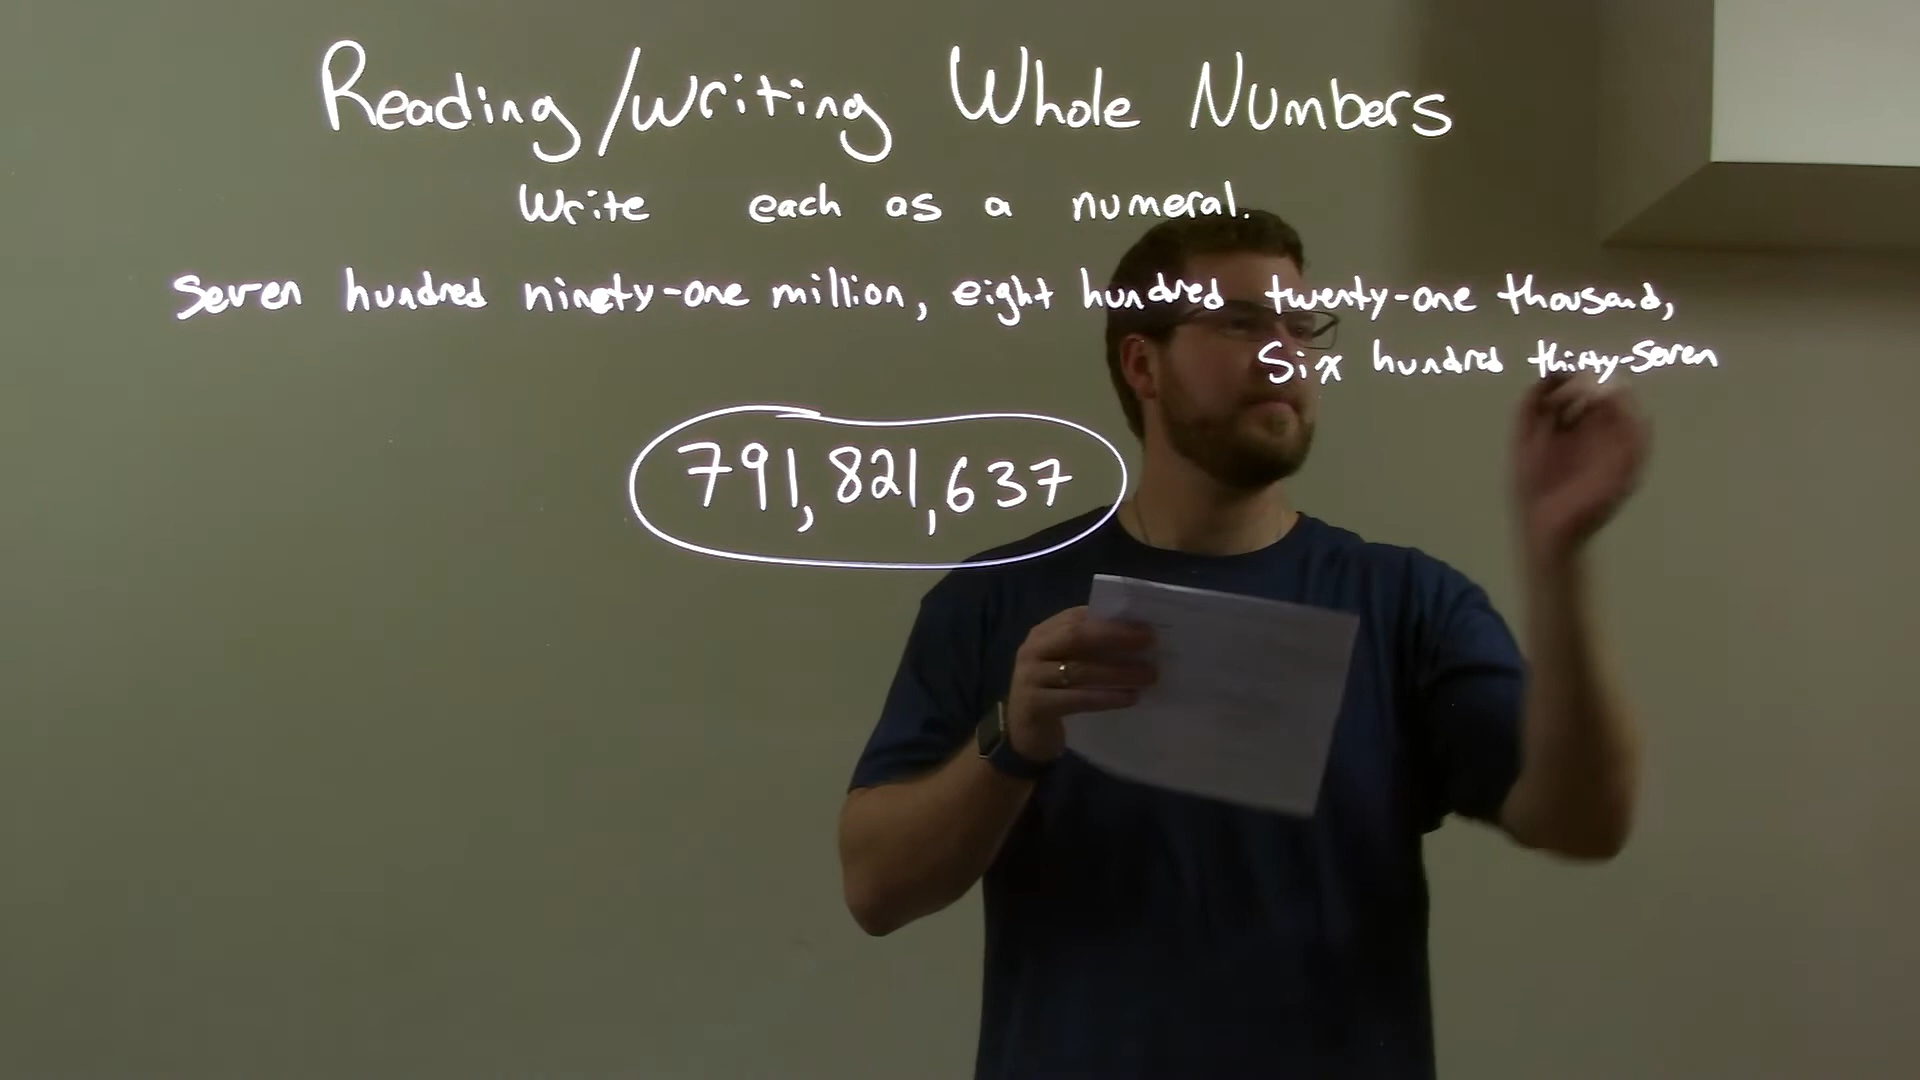 Reading/Writing Whole Numbers
Write each as a numeral.
Seven hundred ninety-one million, eight hundred twenty-one thousand,
Six hundred thirty-seven
791,821,637